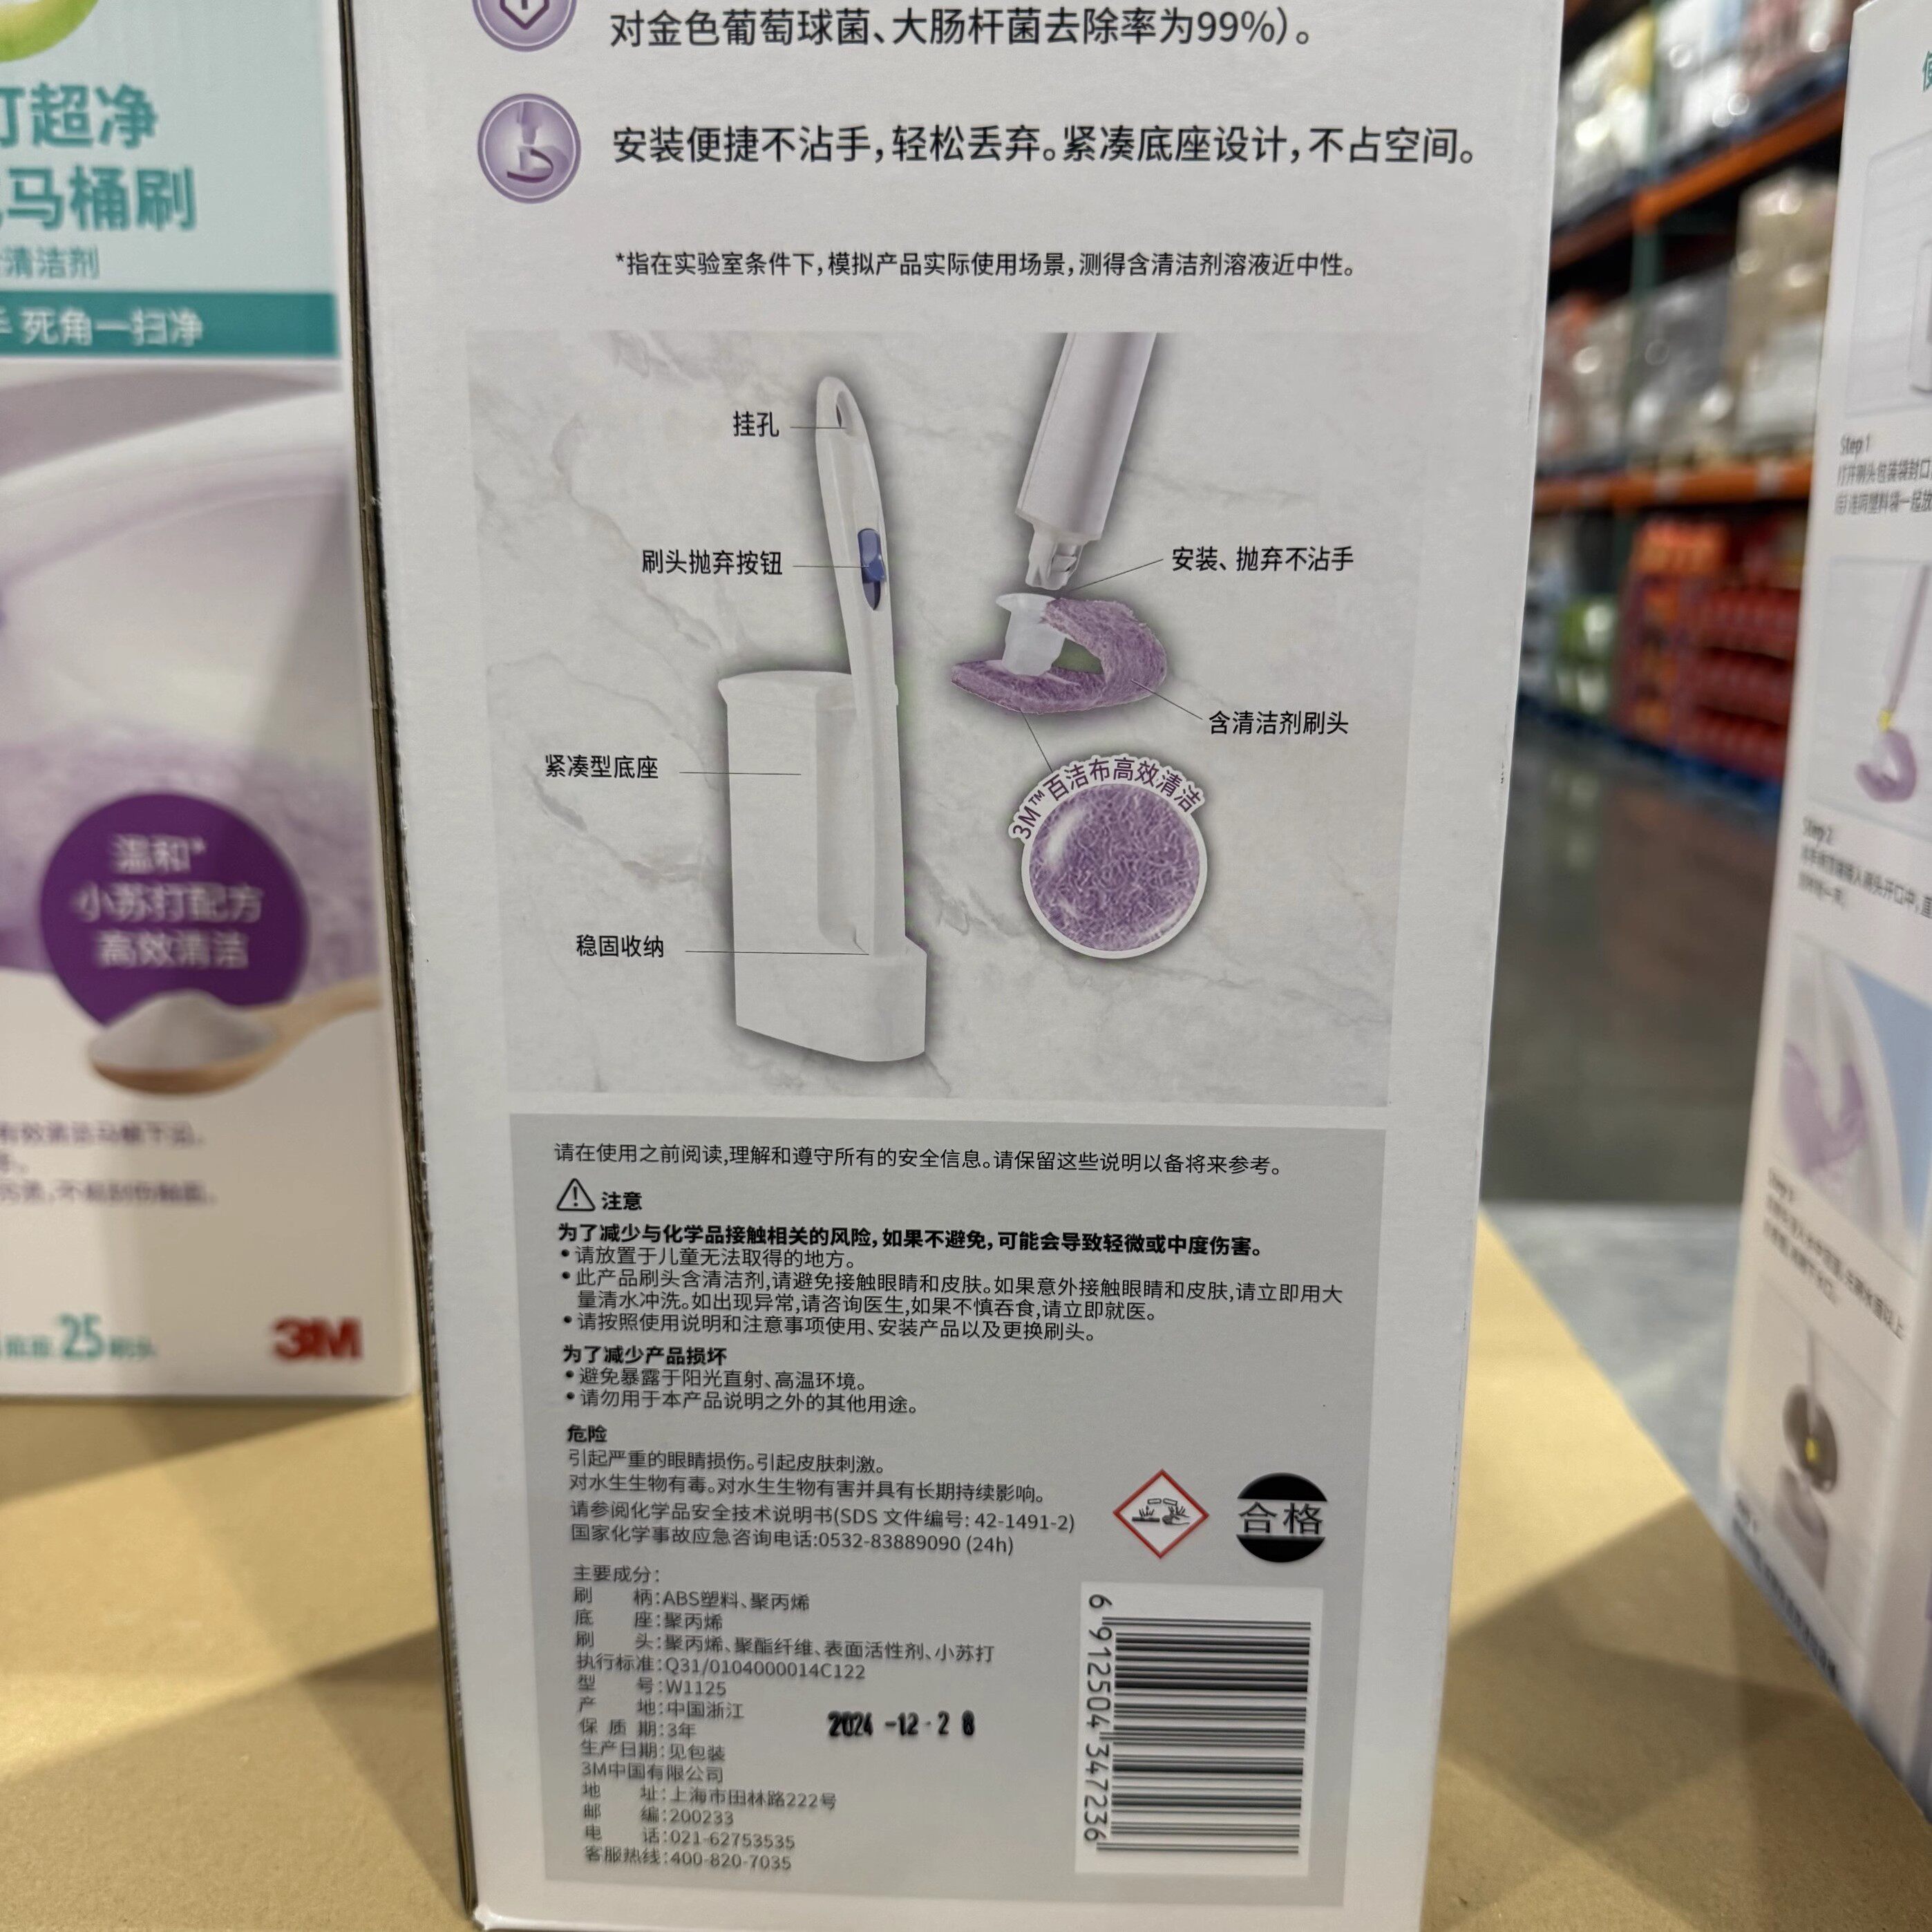 对金色葡萄球菌、大肠杆菌去除率为99%)。
安装便捷不沾手,轻松丢弃。紧凑底座设计,不占空间。
*指在实验室条件下,模拟产品实际使用场景,测得含清洁剂溶液近中性。
挂孔
刷头抛弃按钮
安装、抛弃不沾手
含清洁剂刷头
紧凑型底座
3M™百洁布高效清洁
稳固收纳
请在使用之前阅读,理解和遵守所有的安全信息。请保留这些说明以备将来参考。
注意
为了减少与化学品接触相关的风险,如果不避免,可能会导致轻微或中度伤害。
•请放置于儿童无法取得的地方。
•此产品刷头含清洁剂,请避免接触眼睛和皮肤。如果意外接触眼睛和皮肤,请立即用大
量清水冲洗。如出现异常,请咨询医生,如果不慎吞食,请立即就医。
•请按照使用说明和注意事项使用、安装产品以及更换刷头。
为了减少产品损坏
•避免暴露于阳光直射、高温环境。
•请勿用于本产品说明之外的其他用途。
危险
引起严重的眼睛损伤。引起皮肤刺激。
对水生生物有毒。对水生生物有害并具有长期持续影响。
请参阅化学品安全技术说明书(SDS 文件编号: 42-1491-2)
国家化学事故应急咨询电话:0532-83889090 (24h)
合格
主要成分:
刷 柄:ABS塑料、聚丙烯
底 座:聚丙烯
刷 头:聚丙烯、聚酯纤维、表面活性剂、小苏打
执行标准:Q31/0104000014C122
型 号:W1125
产 地:中国浙江
保 质 期:3年
生产日期:见包装
2024-12-28
3M中国有限公司
地 址:上海市田林路222号
邮 编:200233
电 话:021-62753535
客服热线:400-820-7035
6 912504 347236
打超净
马桶刷
清洁剂
死角一扫净
温和*
小苏打配方
高效清洁
25
3M
Step 1
打开刷头包装袋封口
Step 2